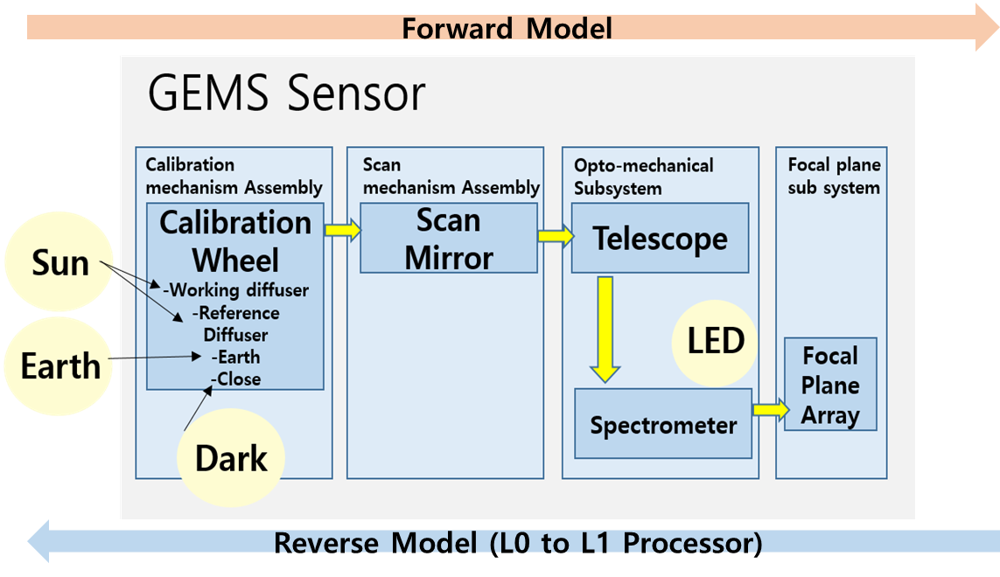 Forward Model
GEMS Sensor
Calibration
mechanism Assembly
Calibration
Wheel
-Working diffuser
-Reference
Diffuser
-Earth
-Close
Sun
Earth
Dark
Scan
mechanism Assembly
Scan
Mirror
Opto-mechanical
Subsystem
Telescope
LED
Spectrometer
Focal plane
sub system
Focal
Plane
Array
Reverse Model (L0 to L1 Processor)